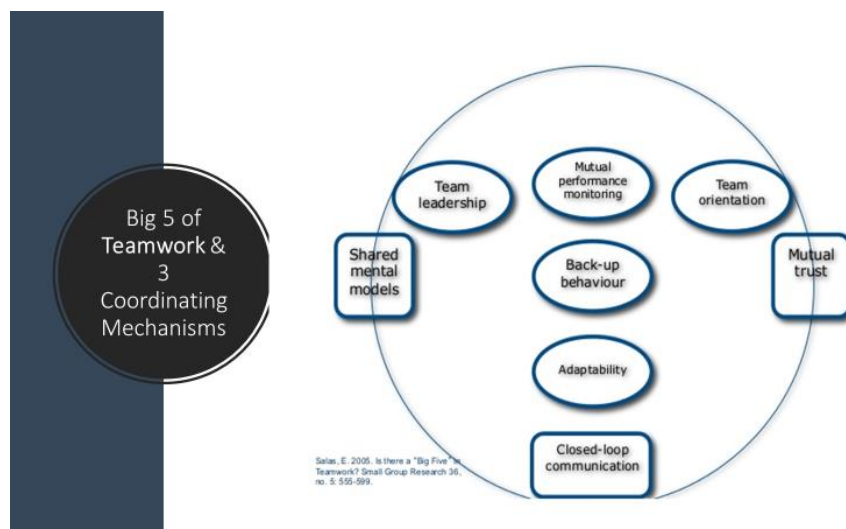 Big 5 of
Teamwork &
3
Coordinating
Mechanisms
Team
leadership
Mutual
performance
monitoring
Team
orientation
Shared
mental
models
Back-up
behaviour
Mutual
trust
Adaptability
Closed-loop
communication
Salas, E. 2005. Is there a "Big Five" in
Teamwork? Small Group Research 36,
no. 5: 555-599.